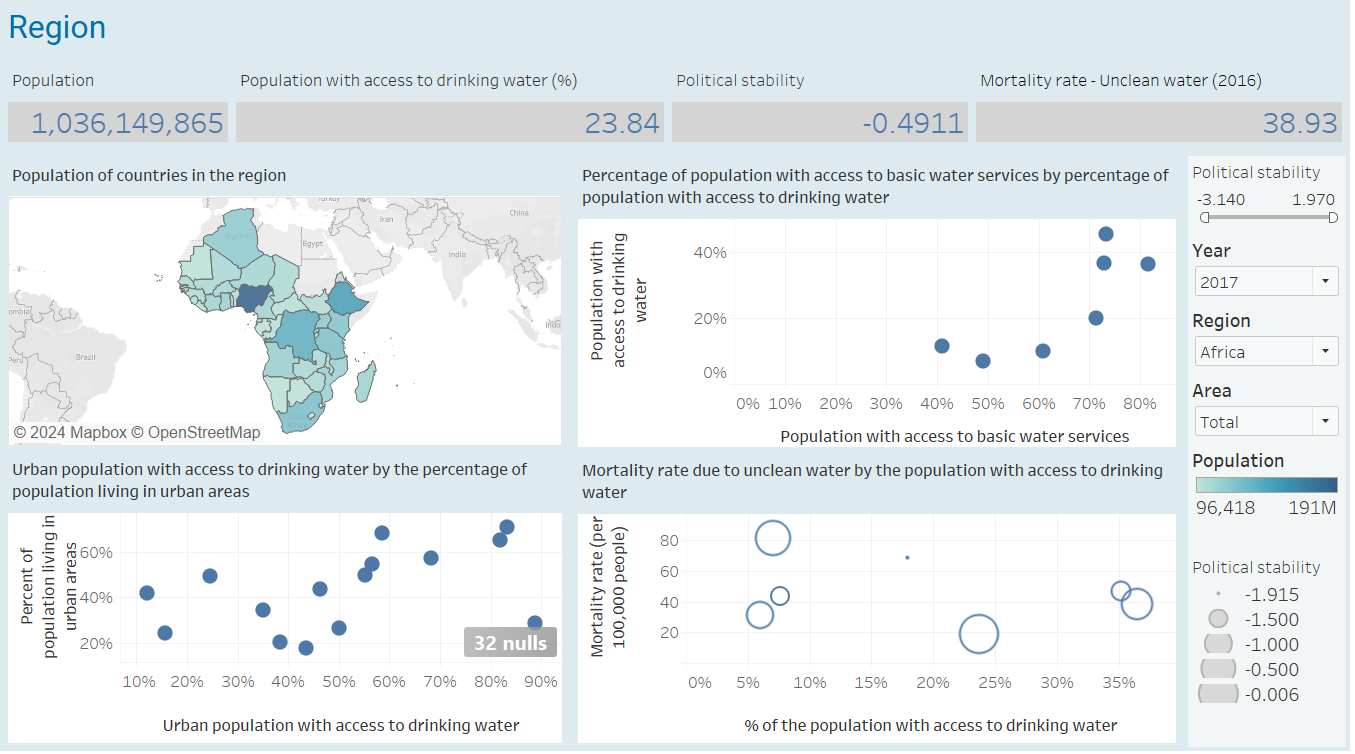 Region
Population
Population with access to drinking water (%)
Political stability
Mortality rate - Unclean water (2016)
1,036,149,865
23.84
-0.4911
38.93
Population of countries in the region
Turkey
China
Iran
Egypt
India
Algeria
Brazil
Peru
ombia
Indo
© 2024 Mapbox © OpenStreetMap
Percentage of population with access to basic water services by percentage of
population with access to drinking water
Population with
access to drinking
water
40%
20%
0%
0% 10% 20% 30% 40% 50% 60% 70% 80%
Population with access to basic water services
Urban population with access to drinking water by the percentage of
population living in urban areas
Percent of
population living in
urban areas
60%
40%
20%
32 nulls
10% 20% 30% 40% 50% 60% 70% 80% 90%
Urban population with access to drinking water
Mortality rate due to unclean water by the population with access to drinking
water
Mortality rate (per
100,000 people)
80
60
40
20
0% 5% 10% 15% 20% 25% 30% 35%
% of the population with access to drinking water
Political stability
-3.140 1.970
Year
2017
Region
Africa
Area
Total
Population
96,418 191M
Political stability
-1.915
-1.500
-1.000
-0.500
-0.006